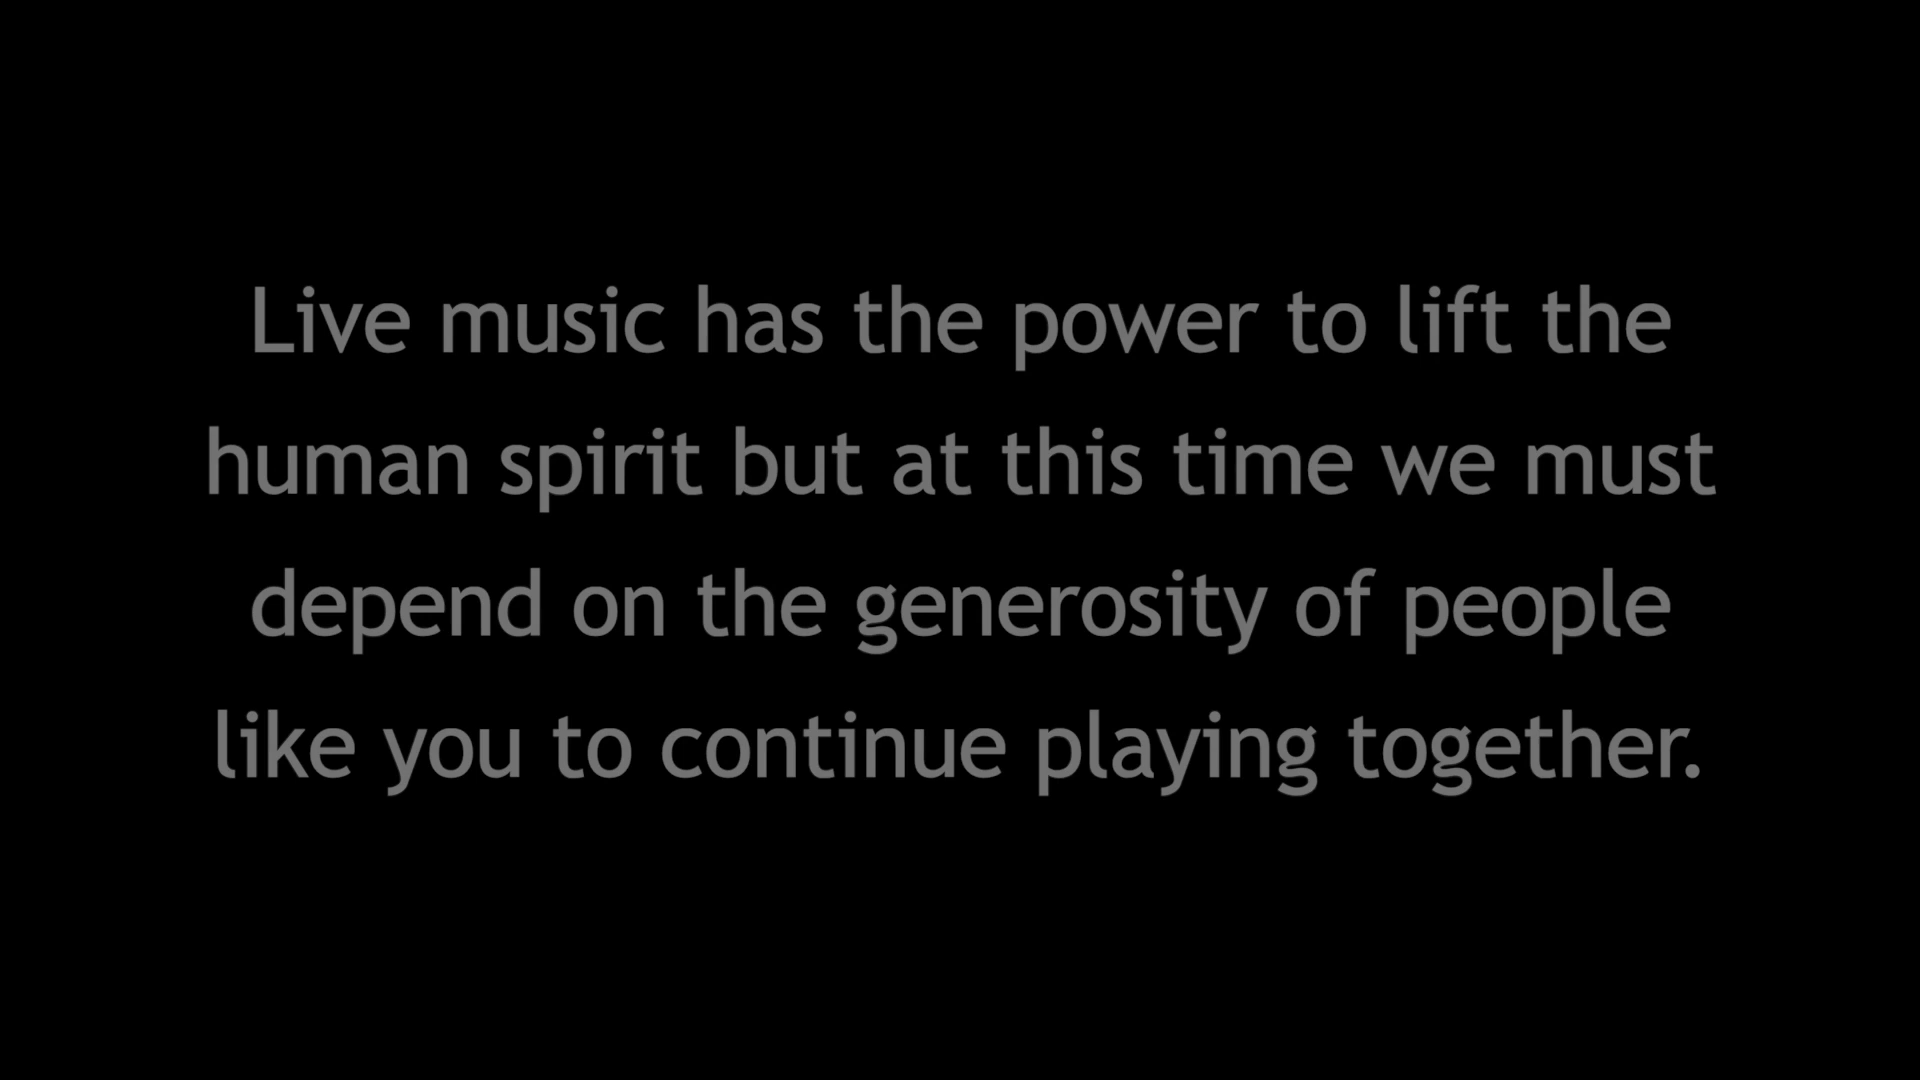 Live music has the power to lift the
human spirit but at this time we must
depend on the generosity of people
like you to continue playing together.